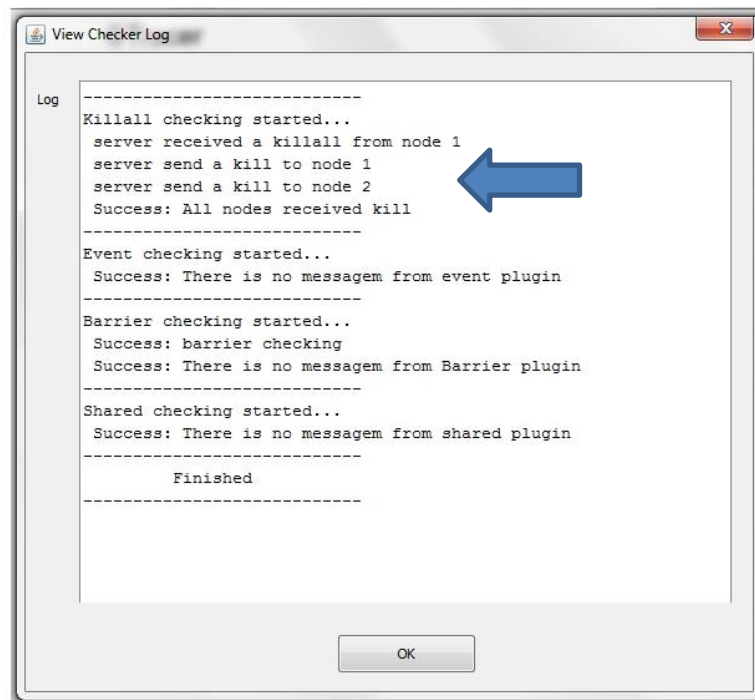 View Checker Log
Log
----------------------------
Killall checking started...
server received a killall from node 1
server send a kill to node 1
server send a kill to node 2
Success: All nodes received kill
----------------------------
Event checking started...
Success: There is no messagem from event plugin
----------------------------
Barrier checking started...
Success: barrier checking
Success: There is no messagem from Barrier plugin
----------------------------
Shared checking started...
Success: There is no messagem from shared plugin
----------------------------
Finished
----------------------------
OK